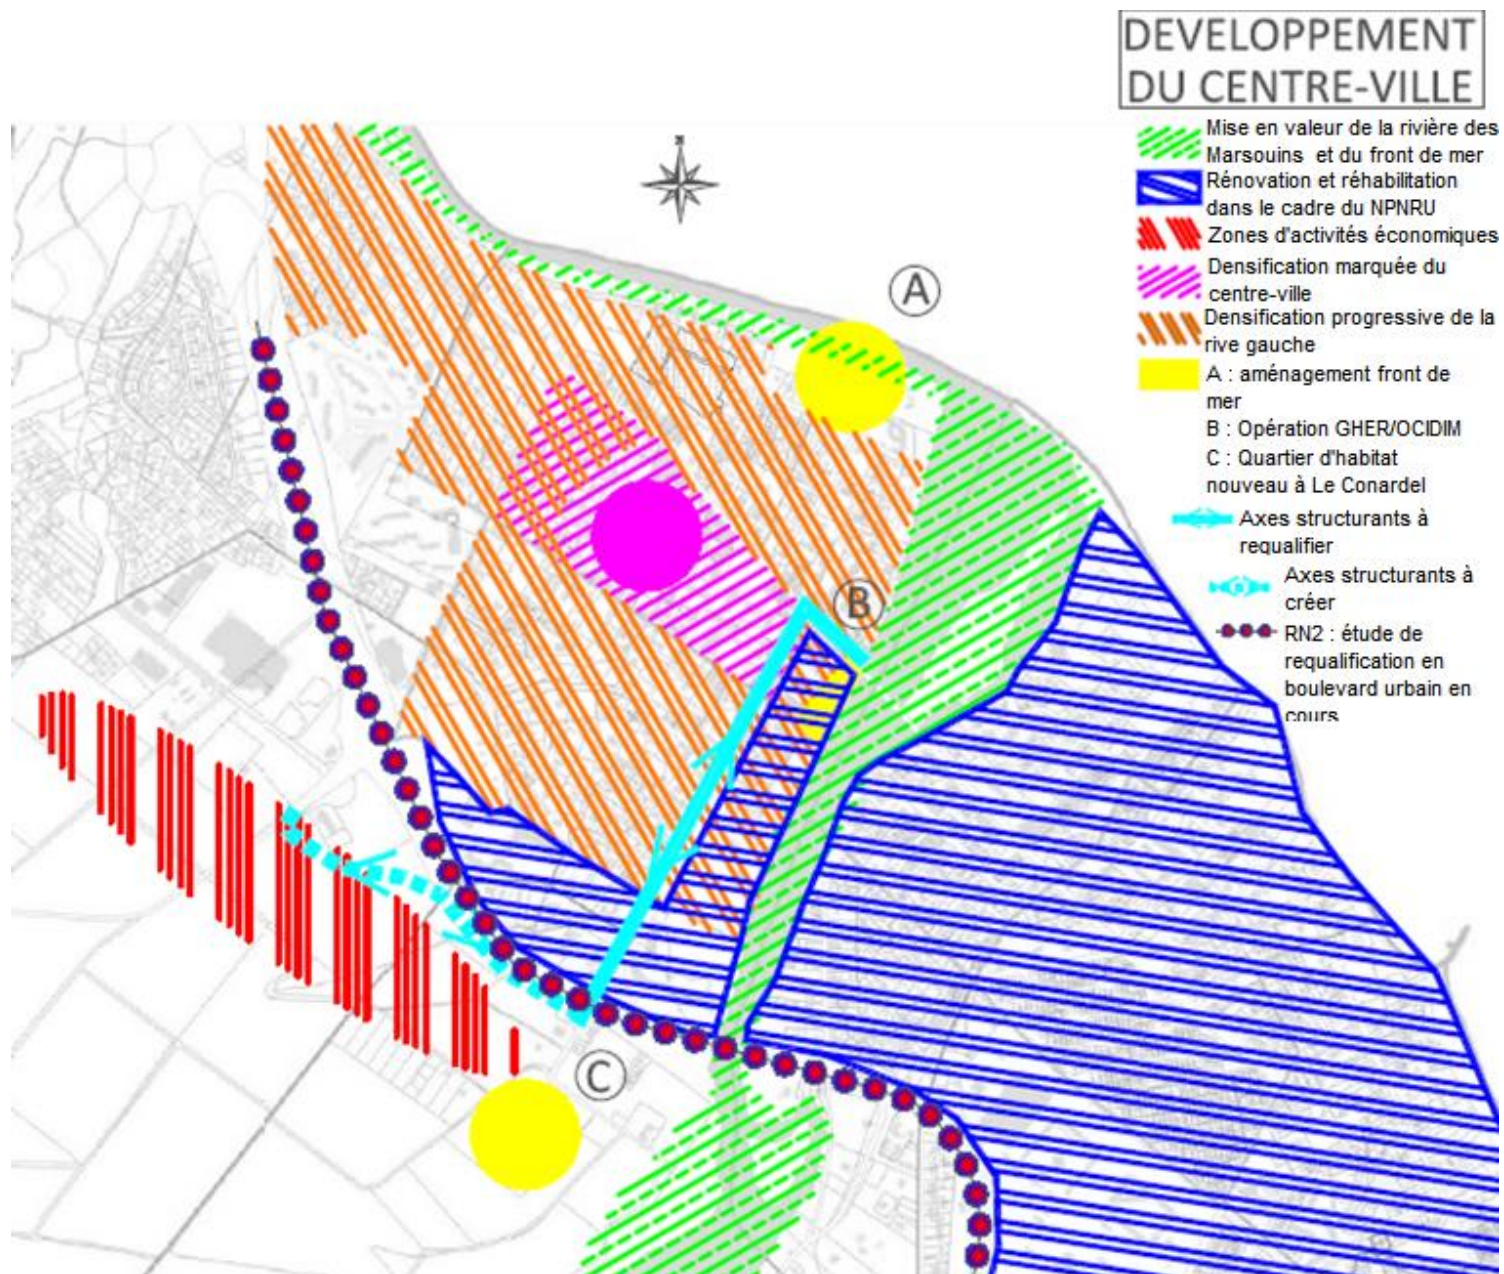 DEVELOPPEMENT
DU CENTRE-VILLE
Mise en valeur de la rivière des
Marsouins et du front de mer
Rénovation et réhabilitation
dans le cadre du NPNRU
Zones d'activités économiques
Densification marquée du
centre-ville
Densification progressive de la
rive gauche
A : aménagement front de
mer
B : Opération GHER/OCIDIM
C : Quartier d'habitat
nouveau à Le Conardel
Axes structurants à
requalifier
Axes structurants à
créer
RN2 : étude de
requalification en
boulevard urbain en
cours
N
A
B
C